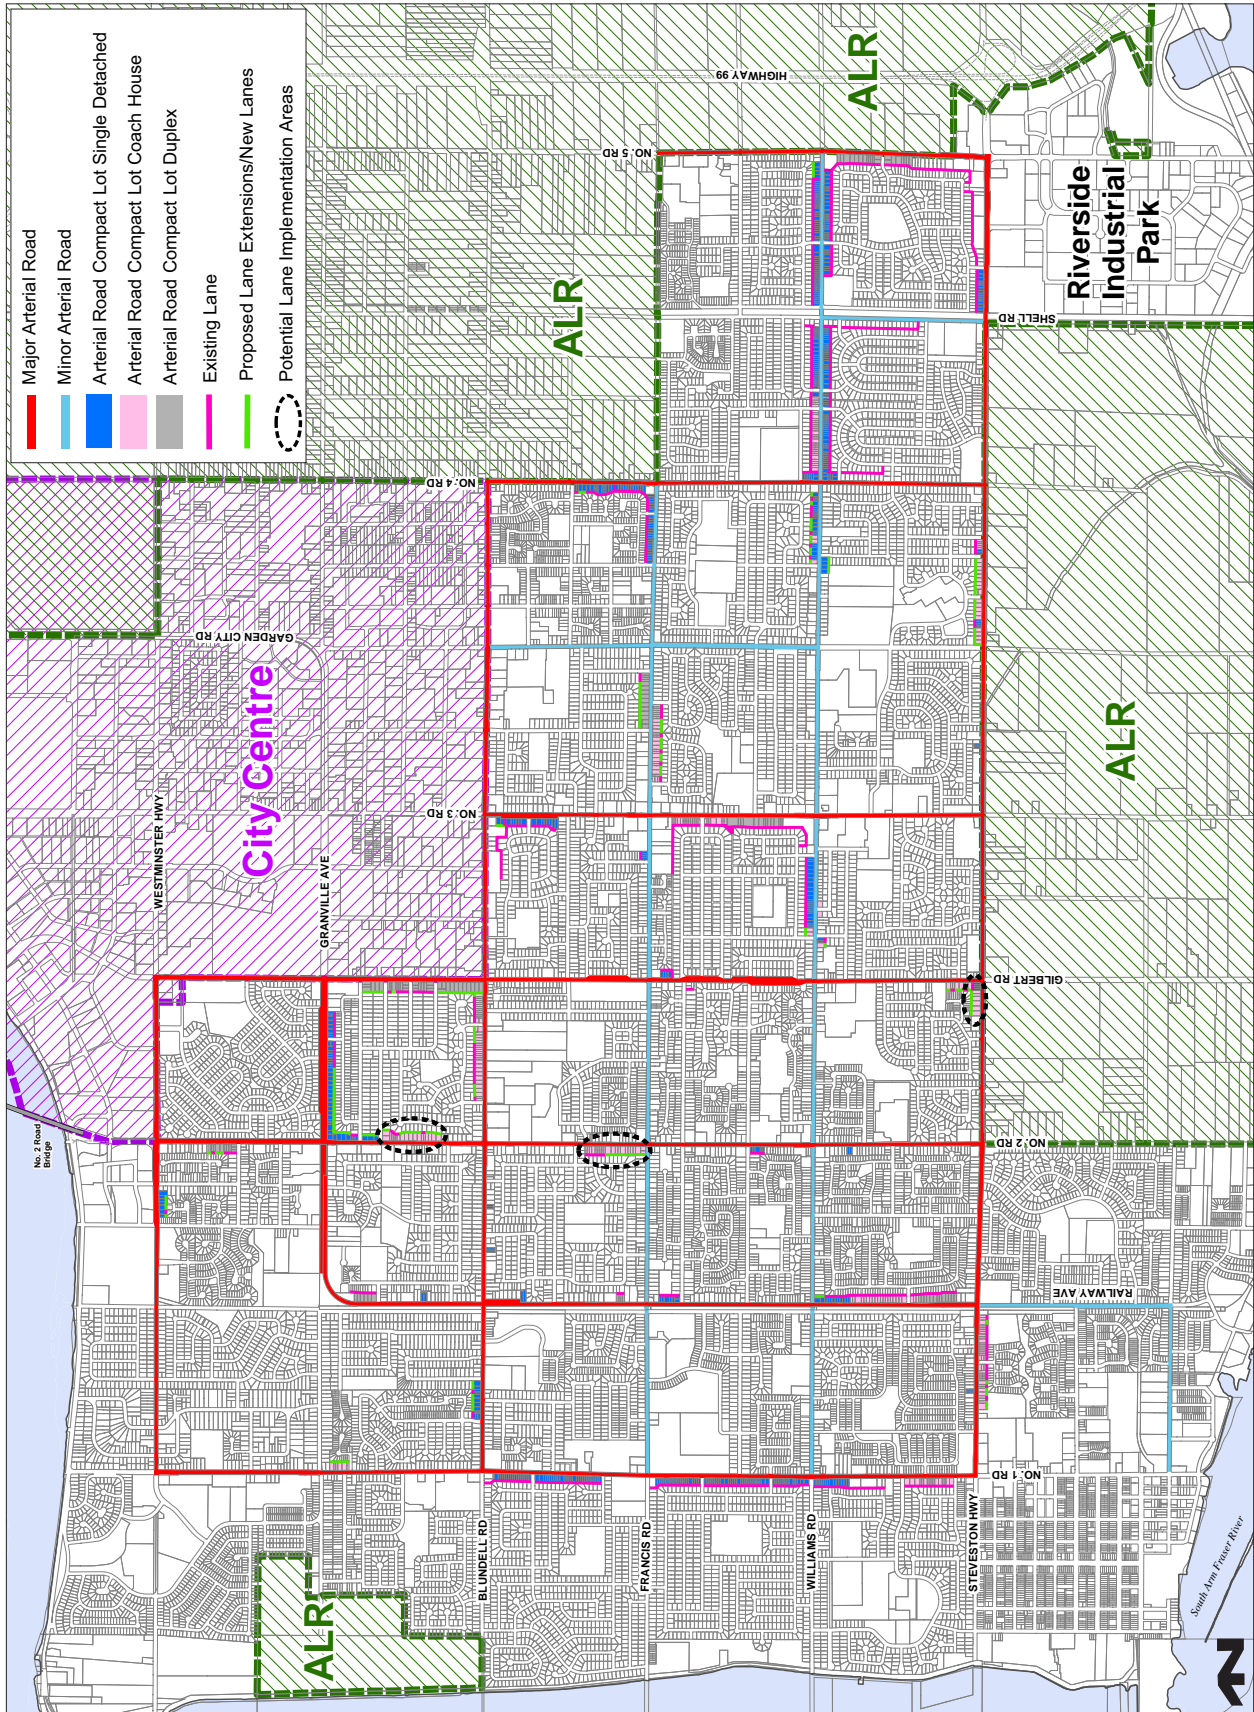 Major Arterial Road
Minor Arterial Road
Arterial Road Compact Lot Single Detached
Arterial Road Compact Lot Coach House
Arterial Road Compact Lot Duplex
Existing Lane
Proposed Lane Extensions/New Lanes
Potential Lane Implementation Areas
No. 2 Road
Bridge
WESTMINSTER HWY
GRANVILLE AVE
City Centre
GARDEN CITY RD
NO. 4 RD
NO. 3 RD
ALR
ALR
HIGHWAY 99
NO. 5 RD
ALR
BLUNDELL RD
FRANCIS RD
WILLIAMS RD
STEVESTON HWY
NO. 1 RD
RAILWAY AVE
NO. 2 RD
GILBERT RD
ALR
SHELL RD
Riverside
Industrial
Park
South Arm Fraser River
N